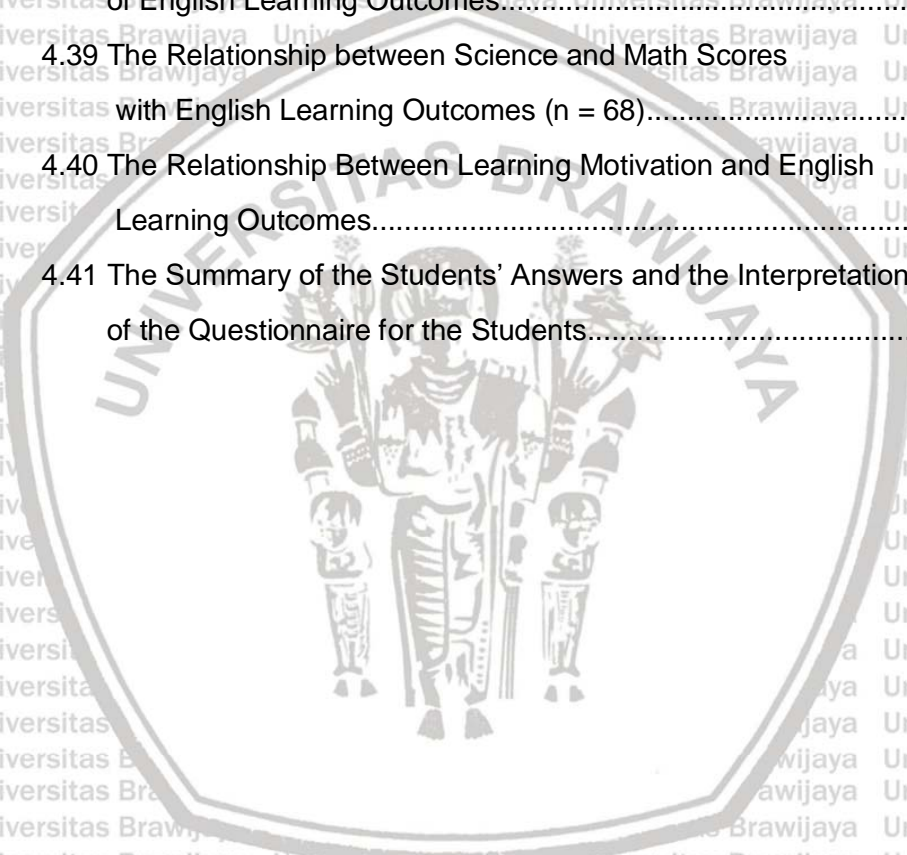 of English Learning Outcomes.....................................................
4.39 The Relationship between Science and Math Scores
with English Learning Outcomes (n = 68)................................
4.40 The Relationship Between Learning Motivation and English
Learning Outcomes....................................................................
4.41 The Summary of the Students’ Answers and the Interpretation
of the Questionnaire for the Students........................................
UNIVERSITAS BRAWIJAYA